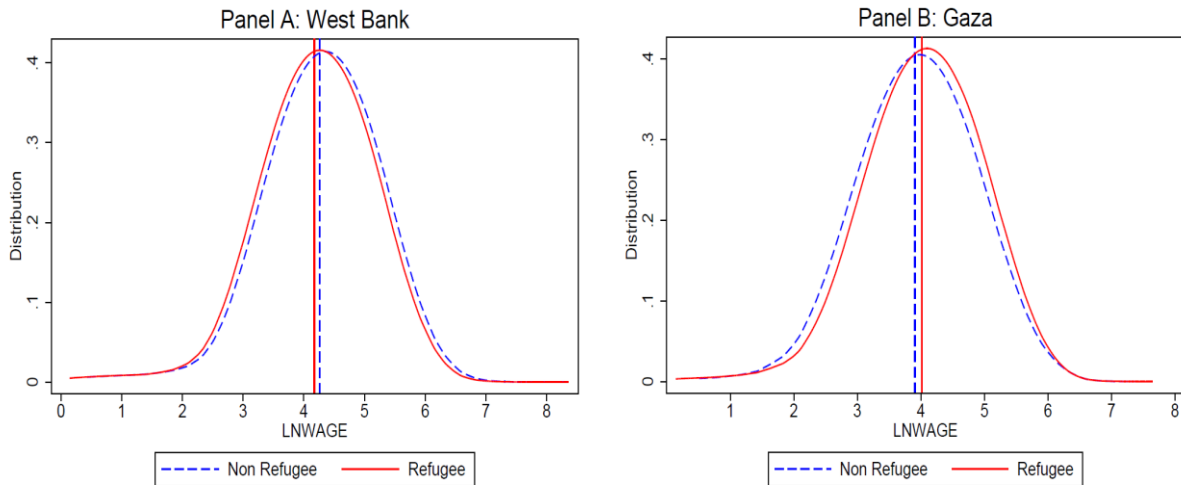 Panel A: West Bank
Distribution
.4
.3
.2
.1
0
0 1 2 3 4 5 6 7 8
LNWAGE
Non Refugee Refugee
Panel B: Gaza
Distribution
.4
.3
.2
.1
0
1 2 3 4 5 6 7 8
LNWAGE
Non Refugee Refugee